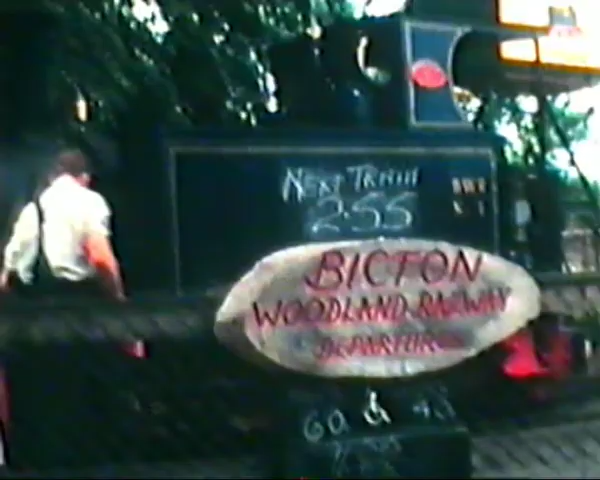 Next Train
2-55
BICTON
WOODLAND RAILWAY
DEPARTURES
60 & 45